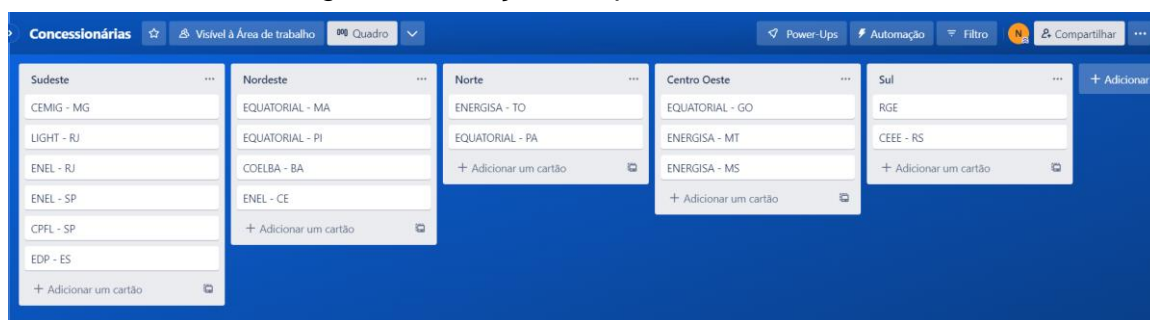 Concessionárias
Visível à Área de trabalho
Quadro
Power-Ups
Automação
Filtro
N
Compartilhar
Sudeste
CEMIG - MG
LIGHT - RJ
ENEL - RJ
ENEL - SP
CPFL - SP
EDP - ES
+ Adicionar um cartão
Nordeste
EQUATORIAL - MA
EQUATORIAL - PI
COELBA - BA
ENEL - CE
+ Adicionar um cartão
Norte
ENERGISA - TO
EQUATORIAL - PA
+ Adicionar um cartão
Centro Oeste
EQUATORIAL - GO
ENERGISA - MT
ENERGISA - MS
+ Adicionar um cartão
Sul
RGE
CEEE - RS
+ Adicionar um cartão
+ Adicionar